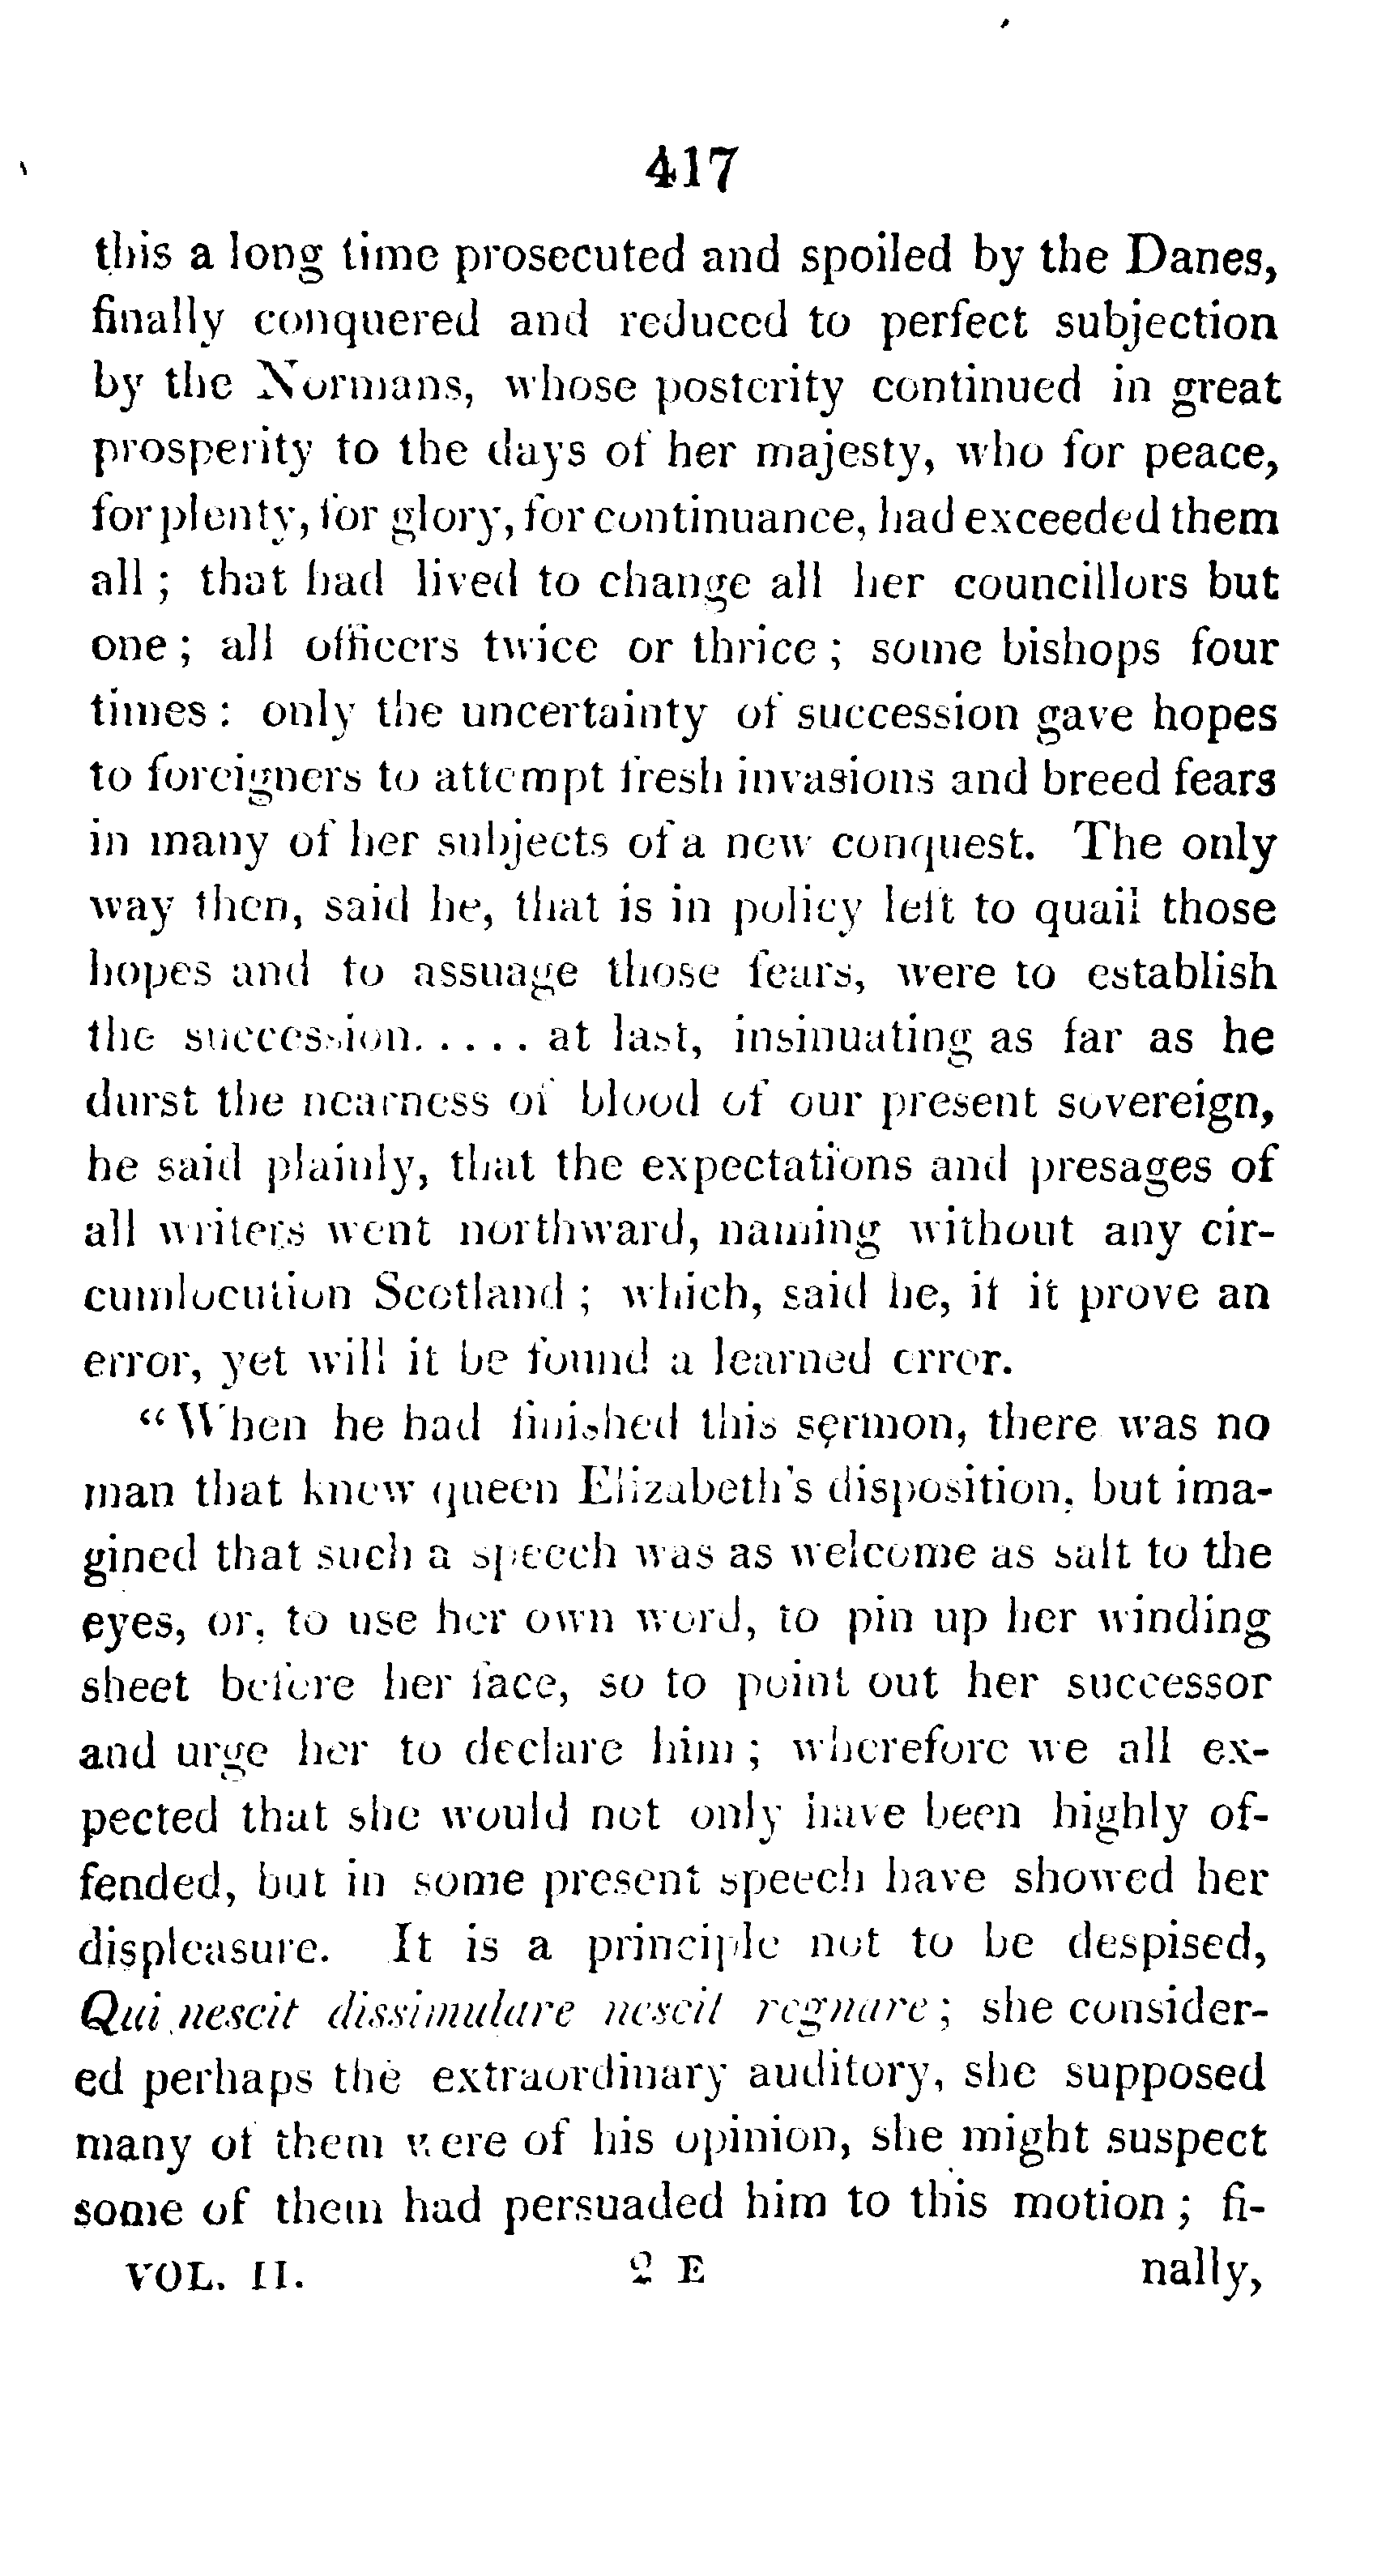 417
this a long time prosecuted and spoiled by the Danes,
finally conquered and reduced to perfect subjection
by the Normans, whose posterity continued in great
prosperity to the days of her majesty, who for peace,
for plenty, for glory, for continuance, had exceeded them
all ; that had lived to change all her councillors but
one ; all officers twice or thrice ; some bishops four
times : only the uncertainty of succession gave hopes
to foreigners to attempt fresh invasions and breed fears
in many of her subjects of a new conquest. The only
way then, said he, that is in policy left to quail those
hopes and to assuage those fears, were to establish
the succession. . . . . at last, insinuating as far as he
durst the nearness of blood of our present sovereign,
he said plainly, that the expectations and presages of
all writers went northward, naming without any cir-
cumlocution Scotland ; which, said he, if it prove an
error, yet will it be found a learned error.
“ When he had finished this sermon, there was no
man that knew queen Elizabeth's disposition, but ima-
gined that such a speech was as welcome as salt to the
eyes, or, to use her own word, to pin up her winding
sheet before her face, so to point out her successor
and urge her to declare him ; wherefore we all ex-
pected that she would not only have been highly of-
fended, but in some present speech have showed her
displeasure. It is a principle not to be despised,
Qui nescit dissimulare nescit regnare ; she consider-
ed perhaps the extraordinary auditory, she supposed
many of them were of his opinion, she might suspect
some of them had persuaded him to this motion ; fi-
VOL. II. 2 E nally,